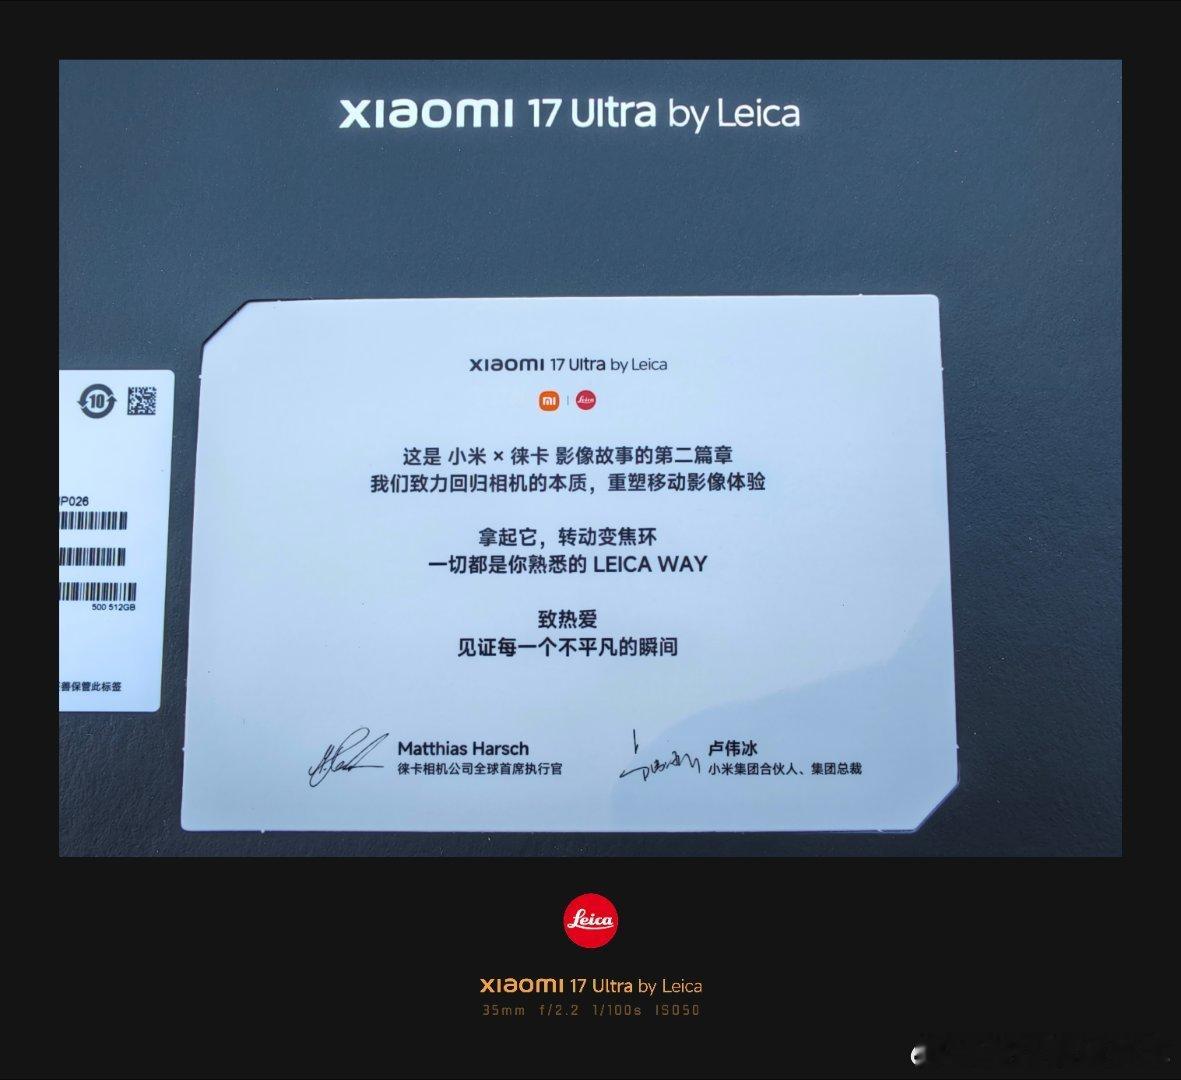 xiaomi 17 Ultra by Leica
xiaomi 17 Ultra by Leica
mi | Leica
这是 小米 × 徕卡 影像故事的第二篇章
我们致力回归相机的本质，重塑移动影像体验
拿起它，转动变焦环
一切都是你熟悉的 LEICA WAY
致热爱
见证每一个不平凡的瞬间
Matthias Harsch
徕卡相机公司全球首席执行官
卢伟冰
小米集团合伙人、集团总裁
10
P026
500 512GB
善保管此标签
Leica
xiaomi 17 Ultra by Leica
35mm f/2.2 1/100s ISO50